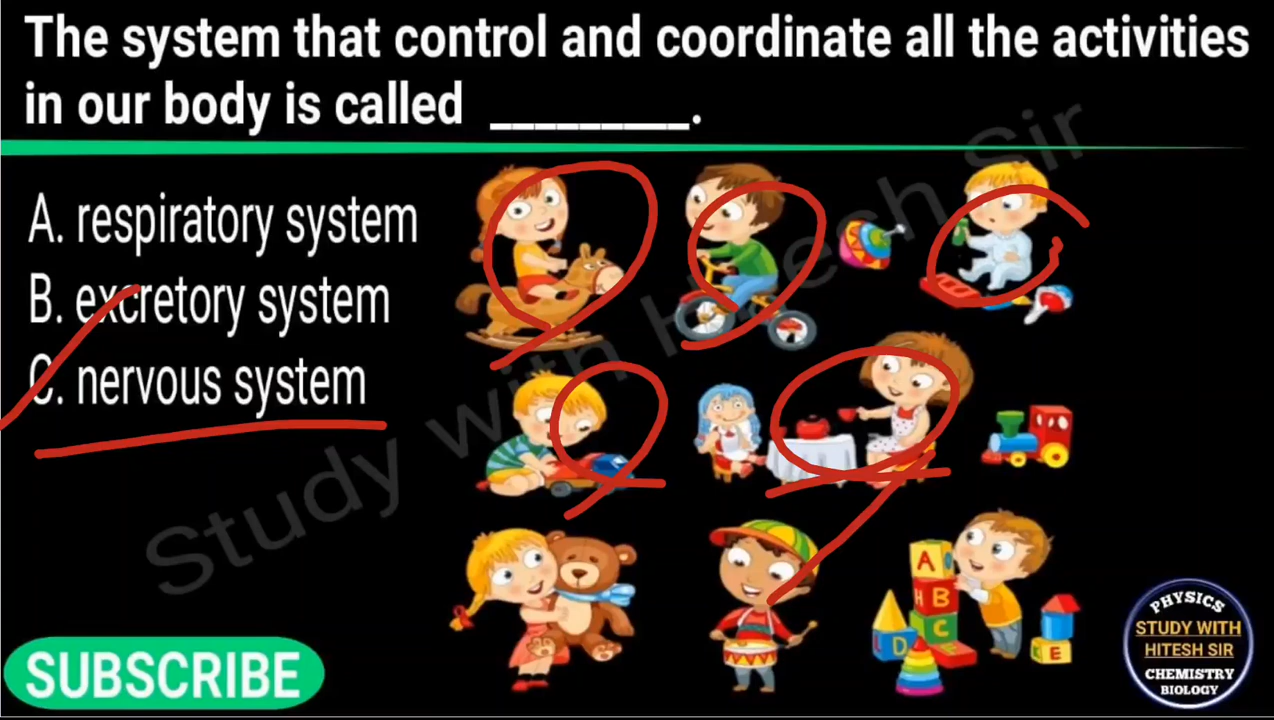 The system that control and coordinate all the activities
in our body is called _________.
A. respiratory system
B. excretory system
C. nervous system
Study with Hitesh Sir
A
H B
C
L D
E
SUBSCRIBE
PHYSICS
STUDY WITH
HITESH SIR
CHEMISTRY
BIOLOGY